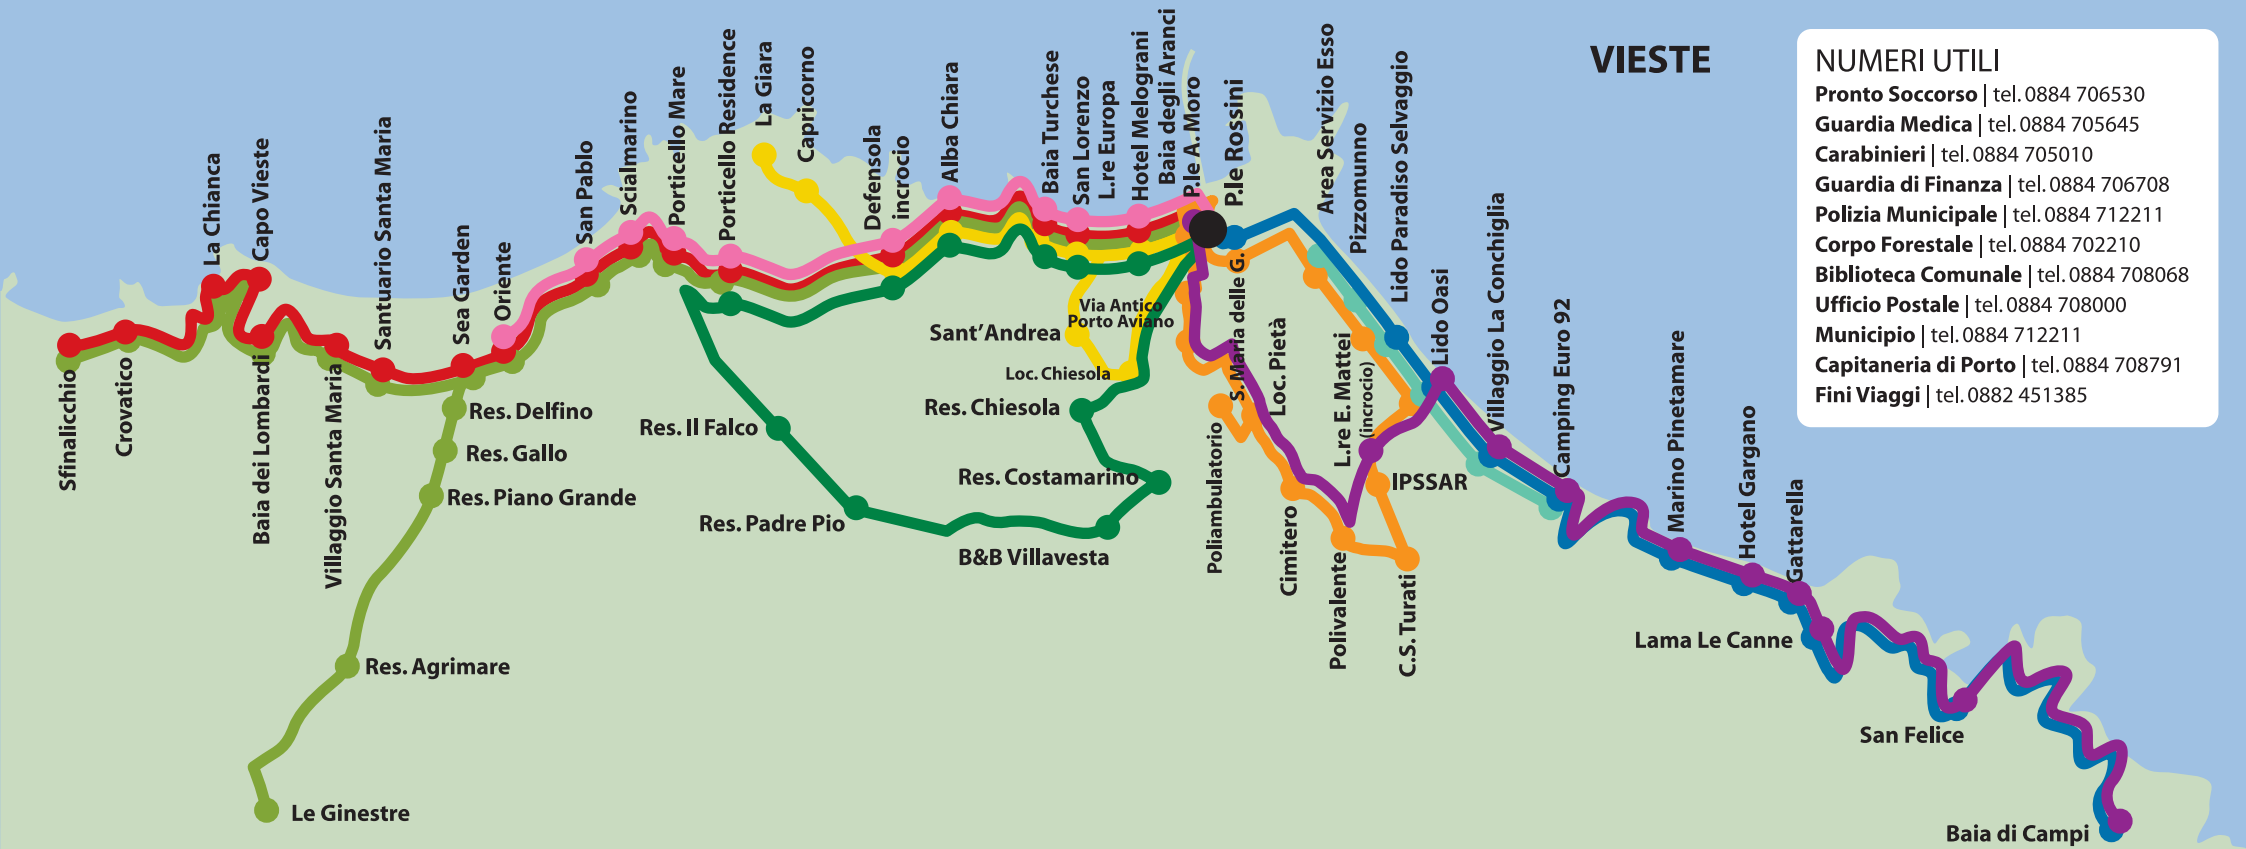 VIESTE
NUMERI UTILI
Pronto Soccorso | tel. 0884 706530
Guardia Medica | tel. 0884 705645
Carabinieri | tel. 0884 705010
Guardia di Finanza | tel. 0884 706708
Polizia Municipale | tel. 0884 712211
Corpo Forestale | tel. 0884 702210
Biblioteca Comunale | tel. 0884 708068
Ufficio Postale | tel. 0884 708000
Municipio | tel. 0884 712211
Capitaneria di Porto | tel. 0884 708791
Fini Viaggi | tel. 0882 451385
Sfinalicchio
Crovatico
La Chianca
Capo Vieste
Baia dei Lombardi
Villaggio Santa Maria
Santuario Santa Maria
Sea Garden
Oriente
San Pablo
Scialmarino
Porticello Mare
Porticello Residence
La Giara
Capricorno
Defensola
incrocio
Alba Chiara
Baia Turchese
San Lorenzo
L.re Europa
Hotel Melograni
Baia degli Aranci
P.le A. Moro
P.le Rossini
Area Servizio Esso
Pizzomunno
Lido Paradiso Selvaggio
Lido Oasi
Villaggio La Conchiglia
Camping Euro 92
Marino Pinetamare
Hotel Gargano
Gattarella
Lama Le Canne
San Felice
Baia di Campi
Res. Delfino
Res. Gallo
Res. Piano Grande
Res. Agrimare
Le Ginestre
Res. Il Falco
Res. Padre Pio
B&B Villavesta
Res. Costamarino
Res. Chiesola
Loc. Chiesola
Sant'Andrea
Via Antico
Porto Aviano
S. Maria delle G.
Loc. Pietà
Poliambulatorio
Cimitero
Polivalente
L.re E. Mattei
(incrocio)
IPSSAR
C.S. Turati